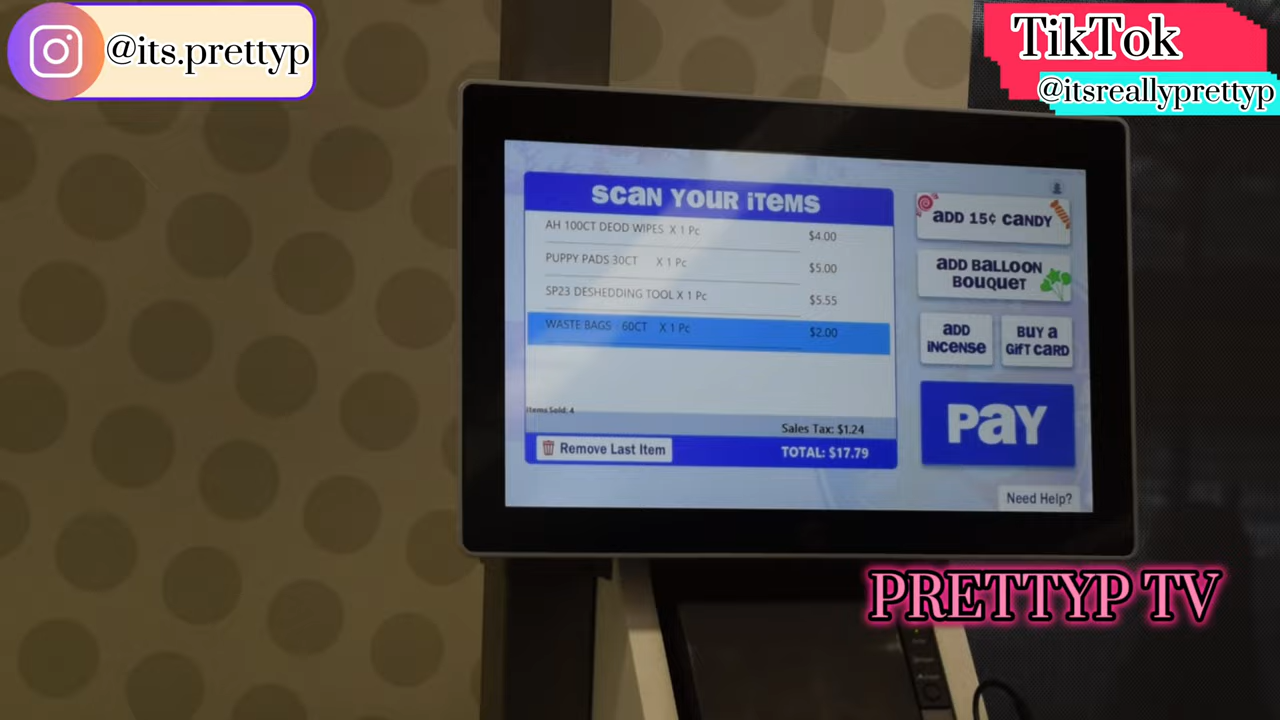 @its.prettyp
TikTok
@itsreallyprettyp
SCAN YOUR ITEMS
AH 100CT DEOD WIPES X 1 Pc $4.00
PUPPY PADS 30CT X 1 Pc $5.00
SP23 DESHEDDING TOOL X 1 Pc $5.55
WASTE BAGS 60CT X 1 Pc $2.00
Items Sold: 4
Sales Tax: $1.24
Remove Last Item
TOTAL: $17.79
ADD 15¢ CANDY
ADD BALLOON
BOUQUET
ADD
INCENSE
BUY A
GIFT CARD
PAY
Need Help?
PRETTYP TV